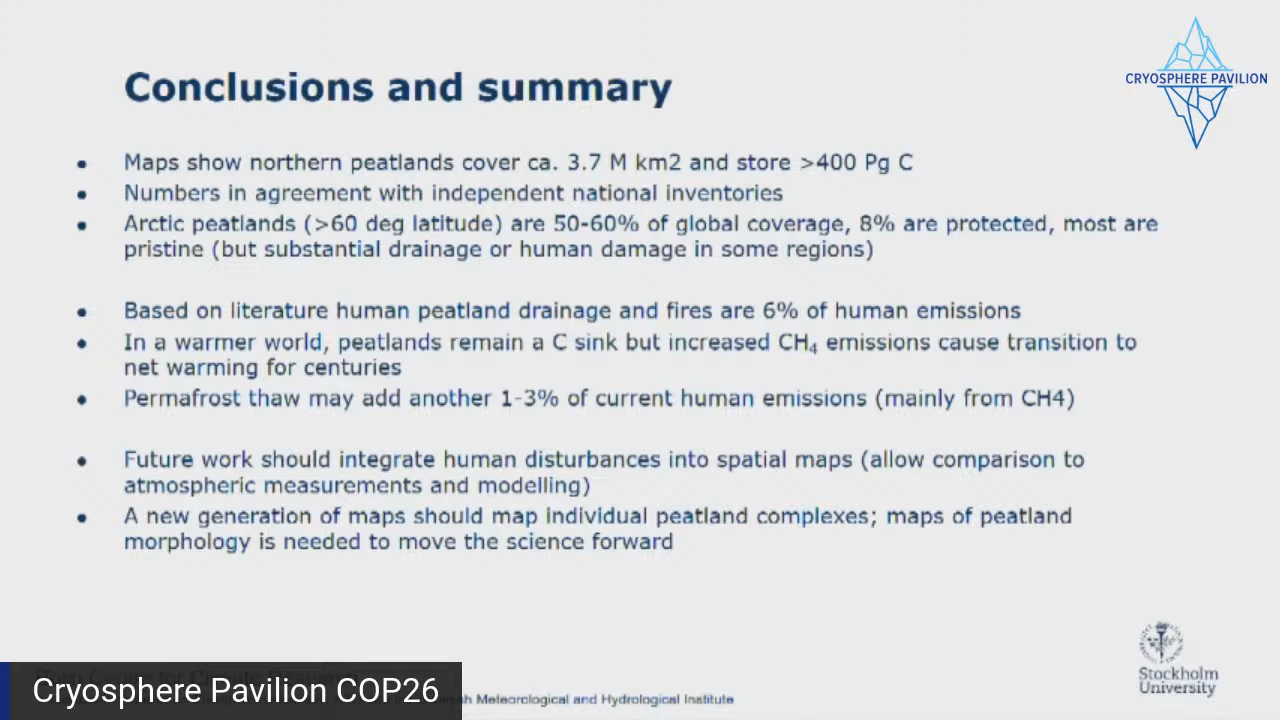 CRYOSPHERE PAVILION
Conclusions and summary
● Maps show northern peatlands cover ca. 3.7 M km2 and store >400 Pg C
● Numbers in agreement with independent national inventories
● Arctic peatlands (>60 deg latitude) are 50-60% of global coverage, 8% are protected, most are
pristine (but substantial drainage or human damage in some regions)
● Based on literature human peatland drainage and fires are 6% of human emissions
● In a warmer world, peatlands remain a C sink but increased CH₄ emissions cause transition to
net warming for centuries
● Permafrost thaw may add another 1-3% of current human emissions (mainly from CH4)
● Future work should integrate human disturbances into spatial maps (allow comparison to
atmospheric measurements and modelling)
● A new generation of maps should map individual peatland complexes; maps of peatland
morphology is needed to move the science forward
Stockholm
University
Cryosphere Pavilion COP26
Meteorological and Hydrological Institute